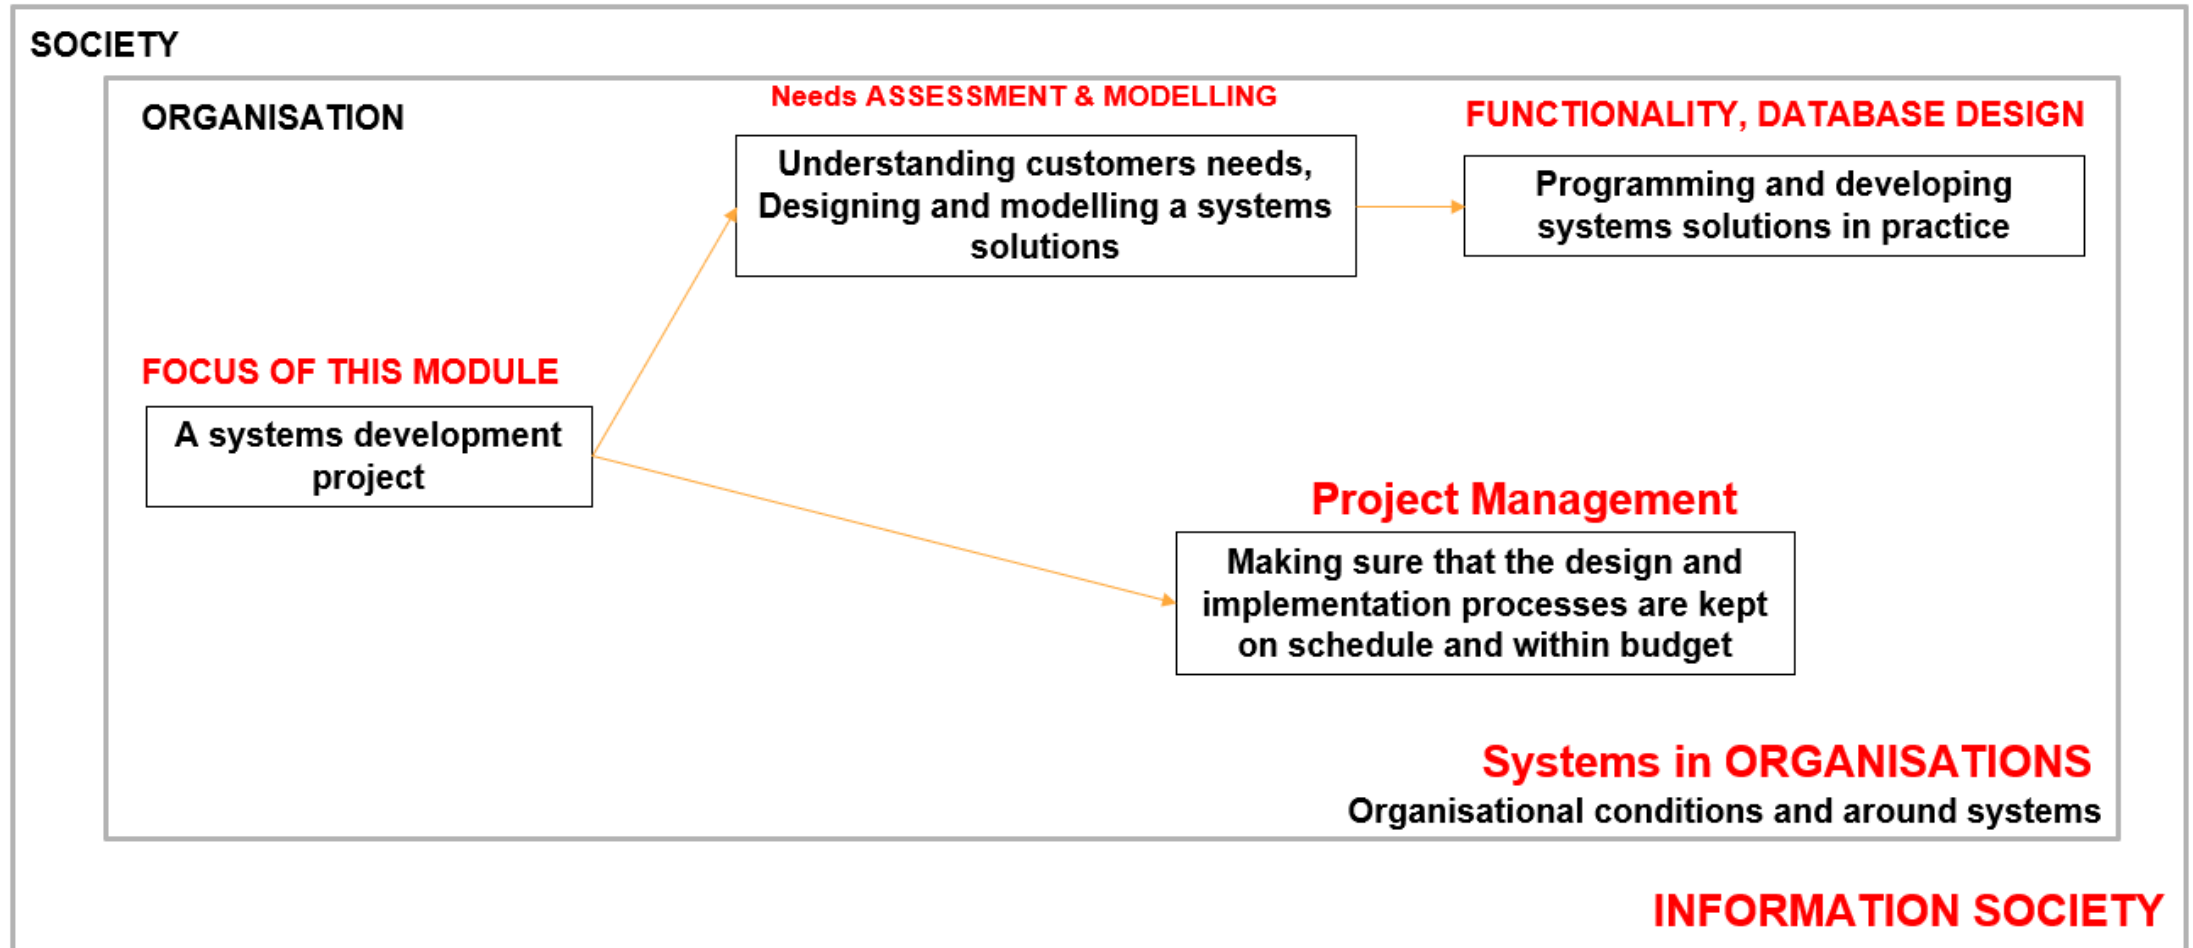 SOCIETY
ORGANISATION
Needs ASSESSMENT & MODELLING
Understanding customers needs,
Designing and modelling a systems
solutions
FUNCTIONALITY, DATABASE DESIGN
Programming and developing
systems solutions in practice
FOCUS OF THIS MODULE
A systems development
project
Project Management
Making sure that the design and
implementation processes are kept
on schedule and within budget
Systems in ORGANISATIONS
Organisational conditions and around systems
INFORMATION SOCIETY